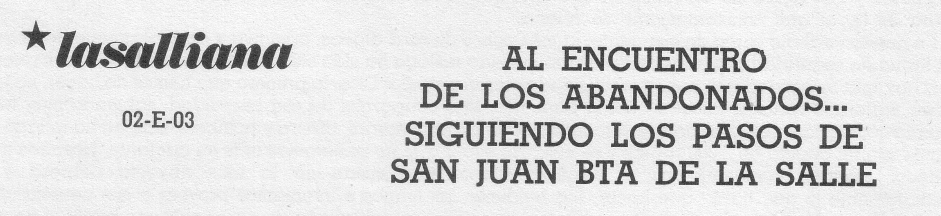 ★ lasalliana
02-E-03
AL ENCUENTRO
DE LOS ABANDONADOS...
SIGUIENDO LOS PASOS DE
SAN JUAN BTA DE LA SALLE